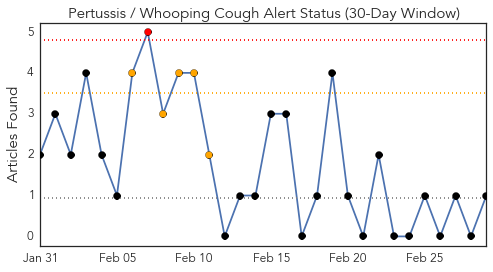 Pertussis / Whooping Cough Alert Status (30-Day Window)
Articles Found
5
4
3
2
1
0
Jan 31 Feb 05 Feb 10 Feb 15 Feb 20 Feb 25